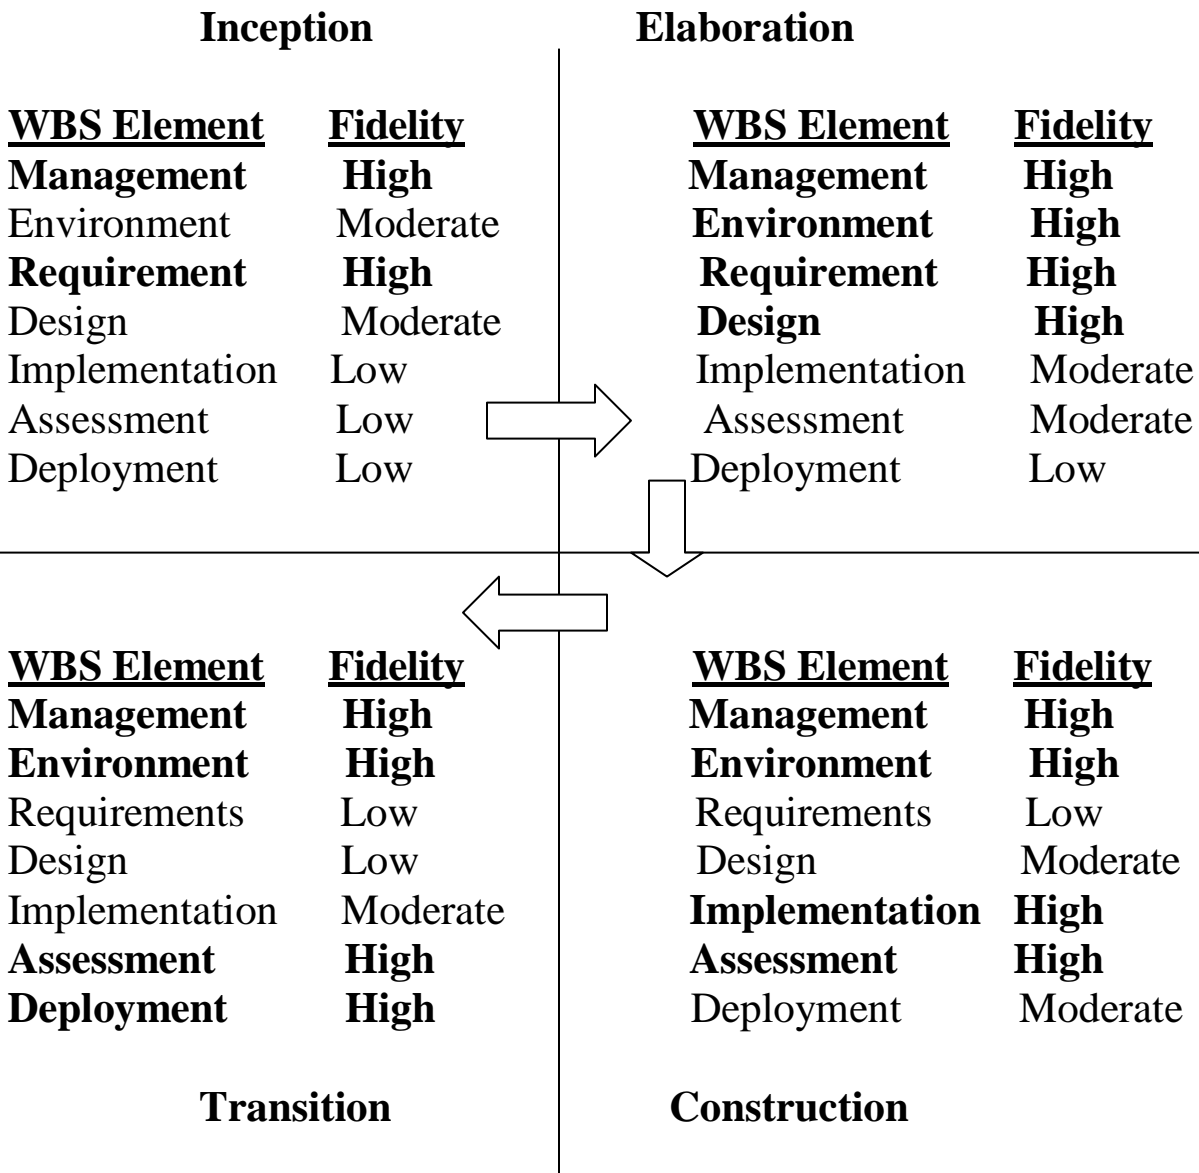 Inception Elaboration
WBS Element Fidelity WBS Element Fidelity
Management High Management High
Environment Moderate Environment High
Requirement High Requirement High
Design Moderate Design High
Implementation Low Implementation Moderate
Assessment Low Assessment Moderate
Deployment Low Deployment Low
WBS Element Fidelity WBS Element Fidelity
Management High Management High
Environment High Environment High
Requirements Low Requirements Low
Design Low Design Moderate
Implementation Moderate Implementation High
Assessment High Assessment High
Deployment High Deployment Moderate
Transition Construction